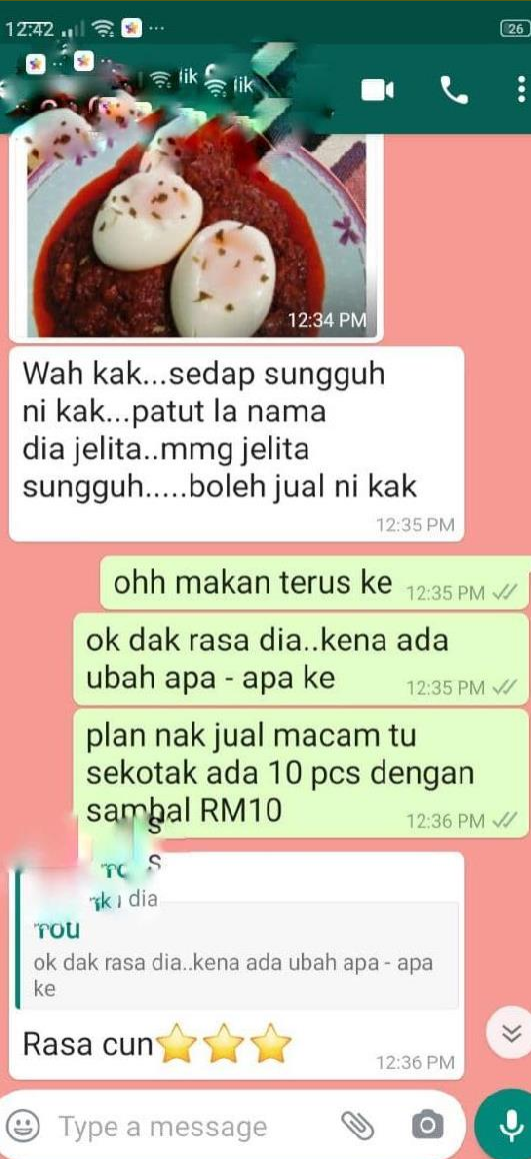 12:42
26
lik lik
12:34 PM
Wah kak...sedap sungguh
ni kak...patut la nama
dia jelita..mmg jelita
sungguh.....boleh jual ni kak
12:35 PM
ohh makan terus ke
12:35 PM
ok dak rasa dia..kena ada
ubah apa - apa ke
12:35 PM
plan nak jual macam tu
sekotak ada 10 pcs dengan
sambal RM10
12:36 PM
dia
You
ok dak rasa dia..kena ada ubah apa - apa
ke
Rasa cun⭐⭐⭐
12:36 PM
Type a message